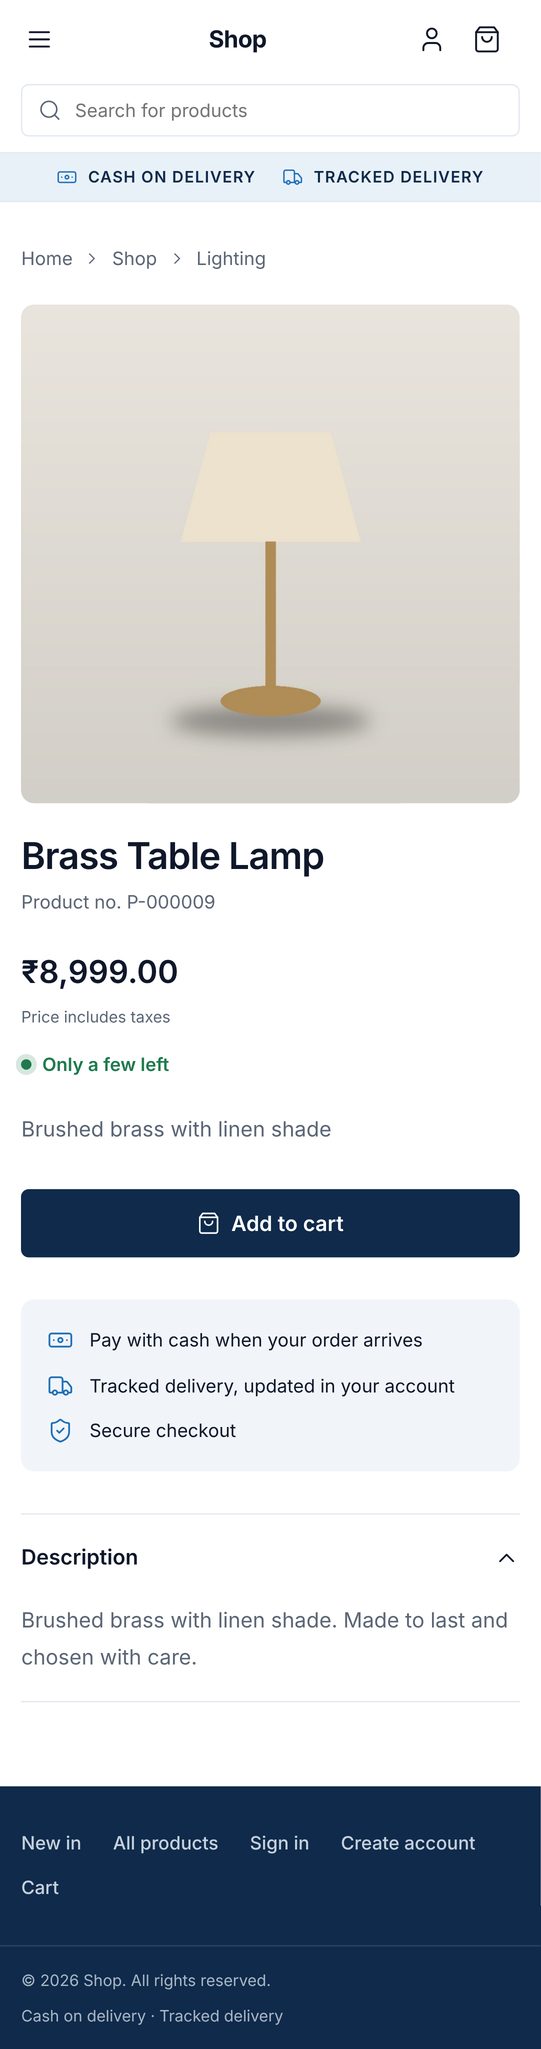 Shop
Search for products
CASH ON DELIVERY TRACKED DELIVERY
Home Shop Lighting
Brass Table Lamp
Product no. P-000009
₹8,999.00
Price includes taxes
Only a few left
Brushed brass with linen shade
Add to cart
Pay with cash when your order arrives
Tracked delivery, updated in your account
Secure checkout
Description
Brushed brass with linen shade. Made to last and
chosen with care.
New in All products Sign in Create account
Cart
© 2026 Shop. All rights reserved.
Cash on delivery · Tracked delivery